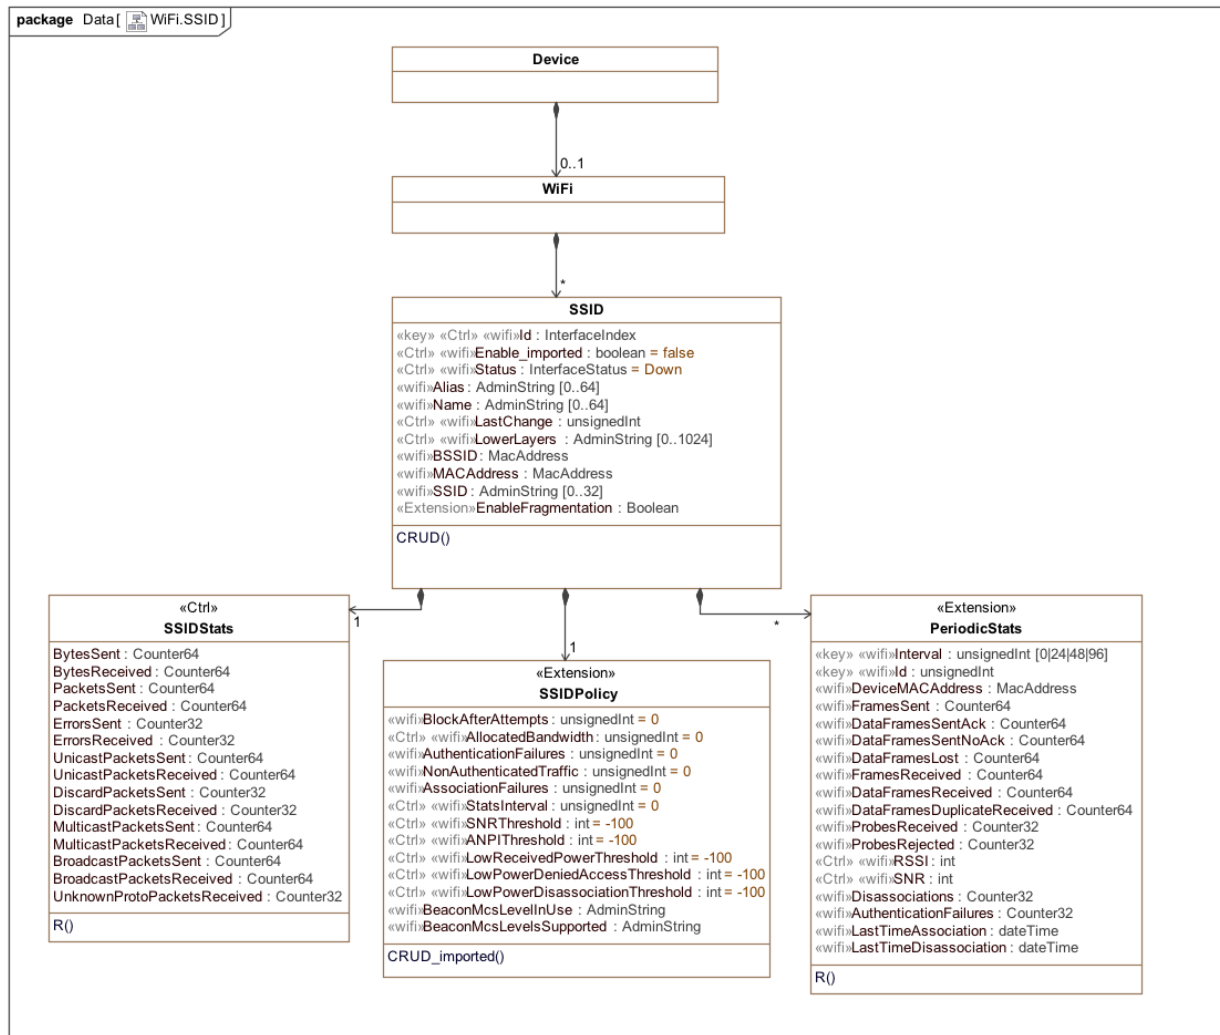 package Data[ WiFi.SSID ]
Device
0..1
WiFi
*
SSID
«key» «Ctrl» «wifi»Id : InterfaceIndex
«Ctrl» «wifi»Enable_imported : boolean = false
«Ctrl» «wifi»Status : InterfaceStatus = Down
«wifi»Alias : AdminString [0..64]
«wifi»Name : AdminString [0..64]
«Ctrl» «wifi»LastChange : unsignedInt
«Ctrl» «wifi»LowerLayers : AdminString [0..1024]
«wifi»BSSID : MacAddress
«wifi»MACAddress : MacAddress
«wifi»SSID : AdminString [0..32]
«Extension»EnableFragmentation : Boolean
CRUD()
1
1
*
«Ctrl»
SSIDStats
BytesSent : Counter64
BytesReceived : Counter64
PacketsSent : Counter64
PacketsReceived : Counter64
ErrorsSent : Counter32
ErrorsReceived : Counter32
UnicastPacketsSent : Counter64
UnicastPacketsReceived : Counter64
DiscardPacketsSent : Counter32
DiscardPacketsReceived : Counter32
MulticastPacketsSent : Counter64
MulticastPacketsReceived : Counter64
BroadcastPacketsSent : Counter64
BroadcastPacketsReceived : Counter64
UnknownProtoPacketsReceived : Counter32
R()
«Extension»
SSIDPolicy
«wifi»BlockAfterAttempts : unsignedInt = 0
«Ctrl» «wifi»AllocatedBandwidth : unsignedInt = 0
«wifi»AuthenticationFailures : unsignedInt = 0
«wifi»NonAuthenticatedTraffic : unsignedInt = 0
«wifi»AssociationFailures : unsignedInt = 0
«Ctrl» «wifi»StatsInterval : unsignedInt = 0
«Ctrl» «wifi»SNRThreshold : int = -100
«Ctrl» «wifi»ANPIThreshold : int = -100
«Ctrl» «wifi»LowReceivedPowerThreshold : int = -100
«Ctrl» «wifi»LowPowerDeniedAccessThreshold : int = -100
«Ctrl» «wifi»LowPowerDisassociationThreshold : int = -100
«wifi»BeaconMcsLevelInUse : AdminString
«wifi»BeaconMcsLevelsSupported : AdminString
CRUD_imported()
«Extension»
PeriodicStats
«key» «wifi»Interval : unsignedInt [0|24|48|96]
«key» «wifi»Id : unsignedInt
«wifi»DeviceMACAddress : MacAddress
«wifi»FramesSent : Counter64
«wifi»DataFramesSentAck : Counter64
«wifi»DataFramesSentNoAck : Counter64
«wifi»DataFramesLost : Counter64
«wifi»FramesReceived : Counter64
«wifi»DataFramesReceived : Counter64
«wifi»DataFramesDuplicateReceived : Counter64
«wifi»ProbesReceived : Counter32
«wifi»ProbesRejected : Counter32
«Ctrl» «wifi»RSSI : int
«Ctrl» «wifi»SNR : int
«wifi»Disassociations : Counter32
«wifi»AuthenticationFailures : Counter32
«wifi»LastTimeAssociation : dateTime
«wifi»LastTimeDisassociation : dateTime
R()